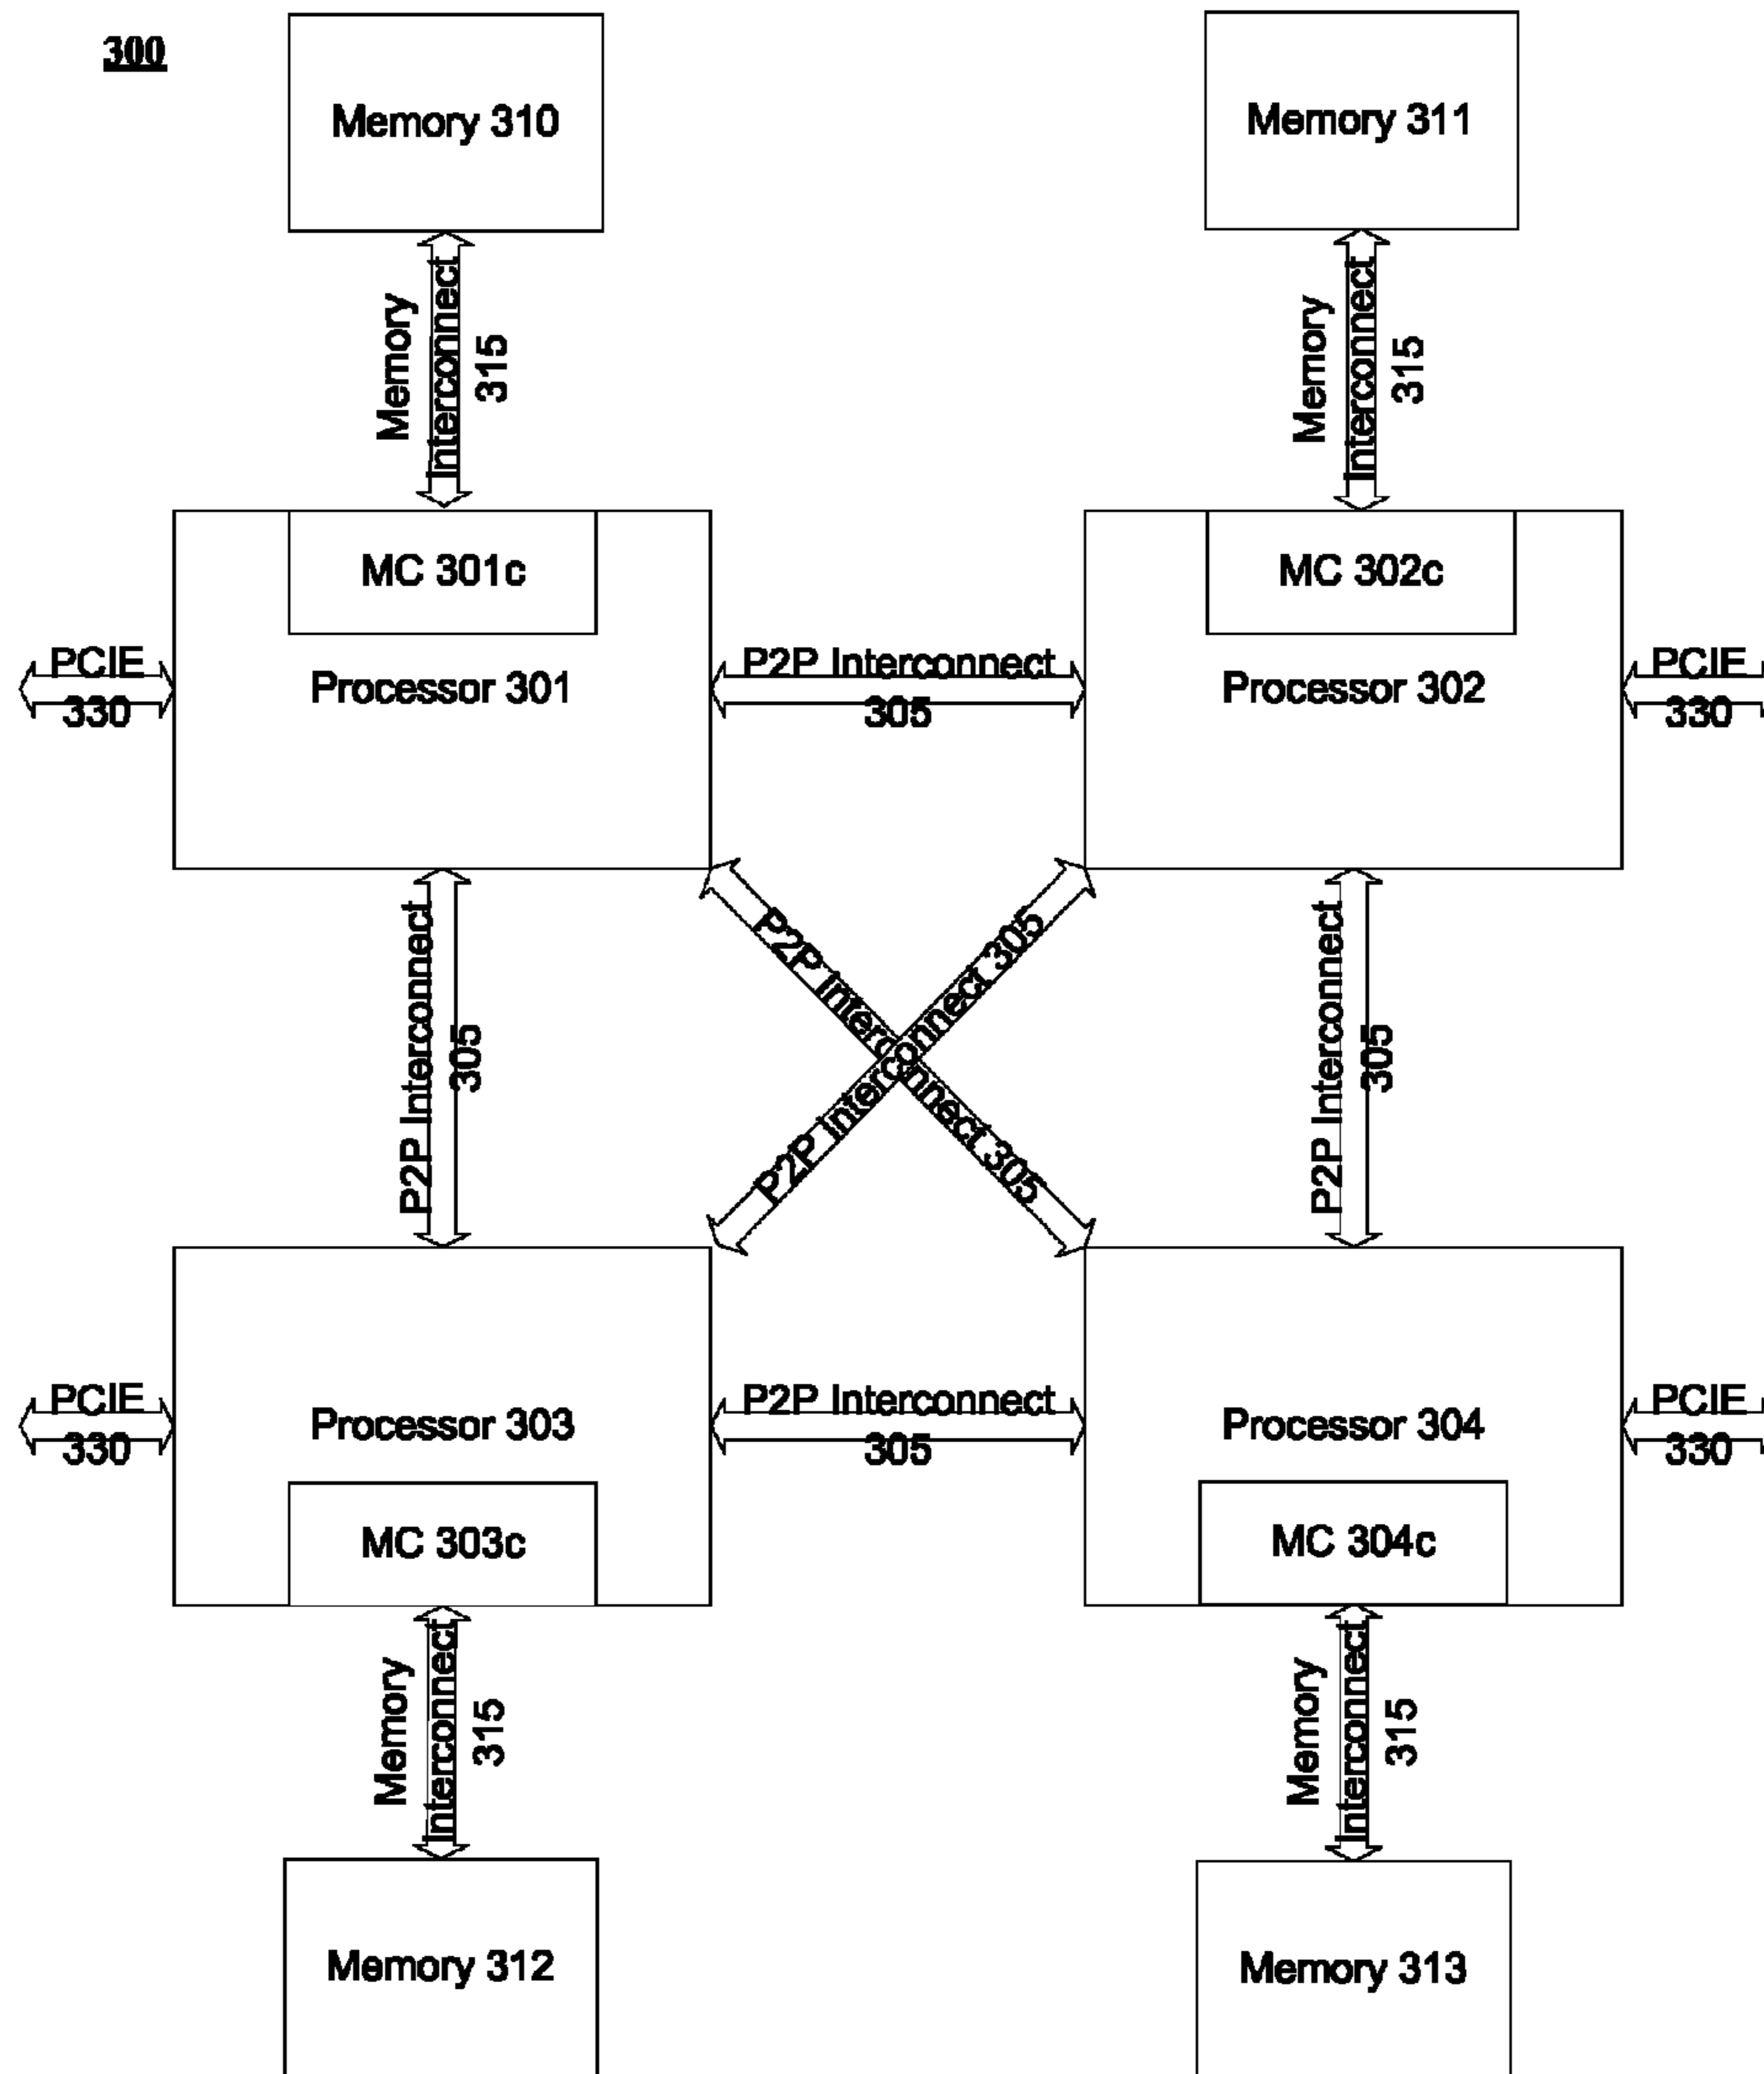 300
Memory 310
Memory 311
Memory
Interconnect
315
Memory
Interconnect
315
MC 301c
MC 302c
PCIE
330
Processor 301
P2P Interconnect
305
Processor 302
PCIE
330
P2P Interconnect
305
P2P Interconnect 305
P2P Interconnect 305
P2P Interconnect
305
PCIE
330
Processor 303
P2P Interconnect
305
Processor 304
PCIE
330
MC 303c
MC 304c
Memory
Interconnect
315
Memory
Interconnect
315
Memory 312
Memory 313